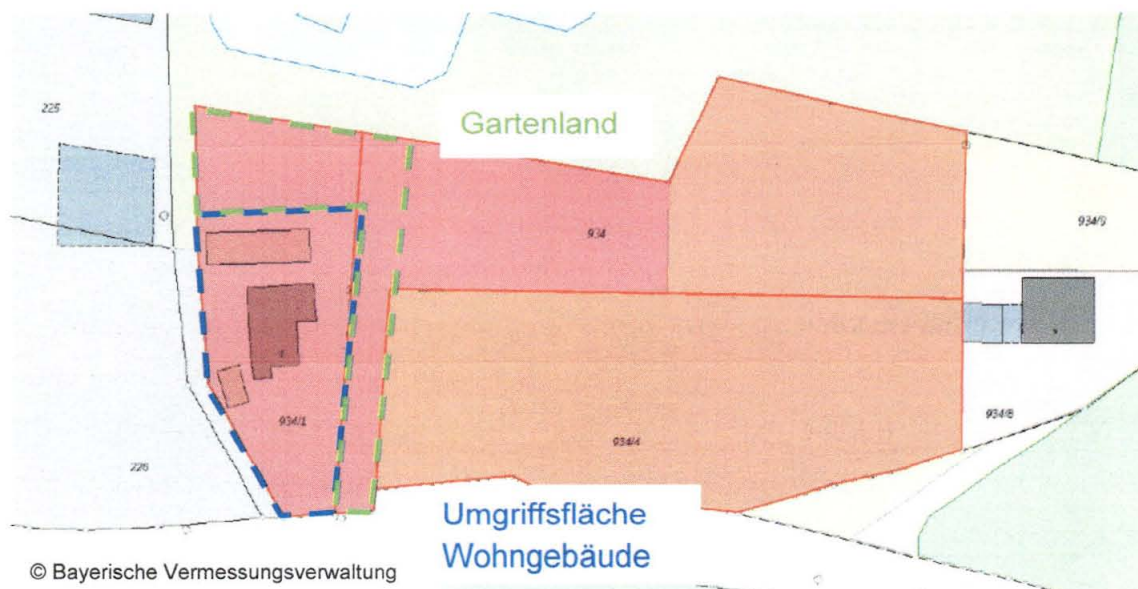 225
Gartenland
934
934/9
934/1
934/4
934/8
226
Umgriffsfläche
Wohngebäude
© Bayerische Vermessungsverwaltung